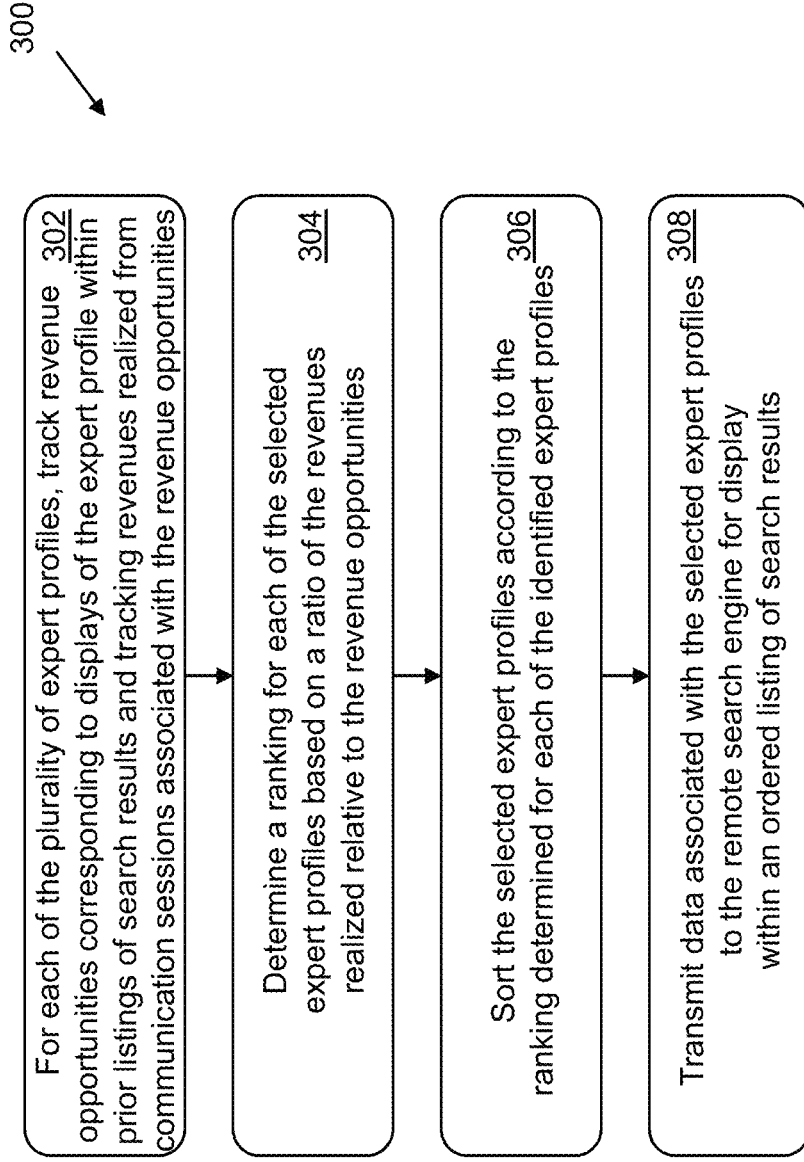 300
For each of the plurality of expert profiles, track revenue 302
opportunities corresponding to displays of the expert profile within
prior listings of search results and tracking revenues realized from
communication sessions associated with the revenue opportunities
Determine a ranking for each of the selected
expert profiles based on a ratio of the revenues 304
realized relative to the revenue opportunities
Sort the selected expert profiles according to the 306
ranking determined for each of the identified expert profiles
Transmit data associated with the selected expert profiles 308
to the remote search engine for display
within an ordered listing of search results